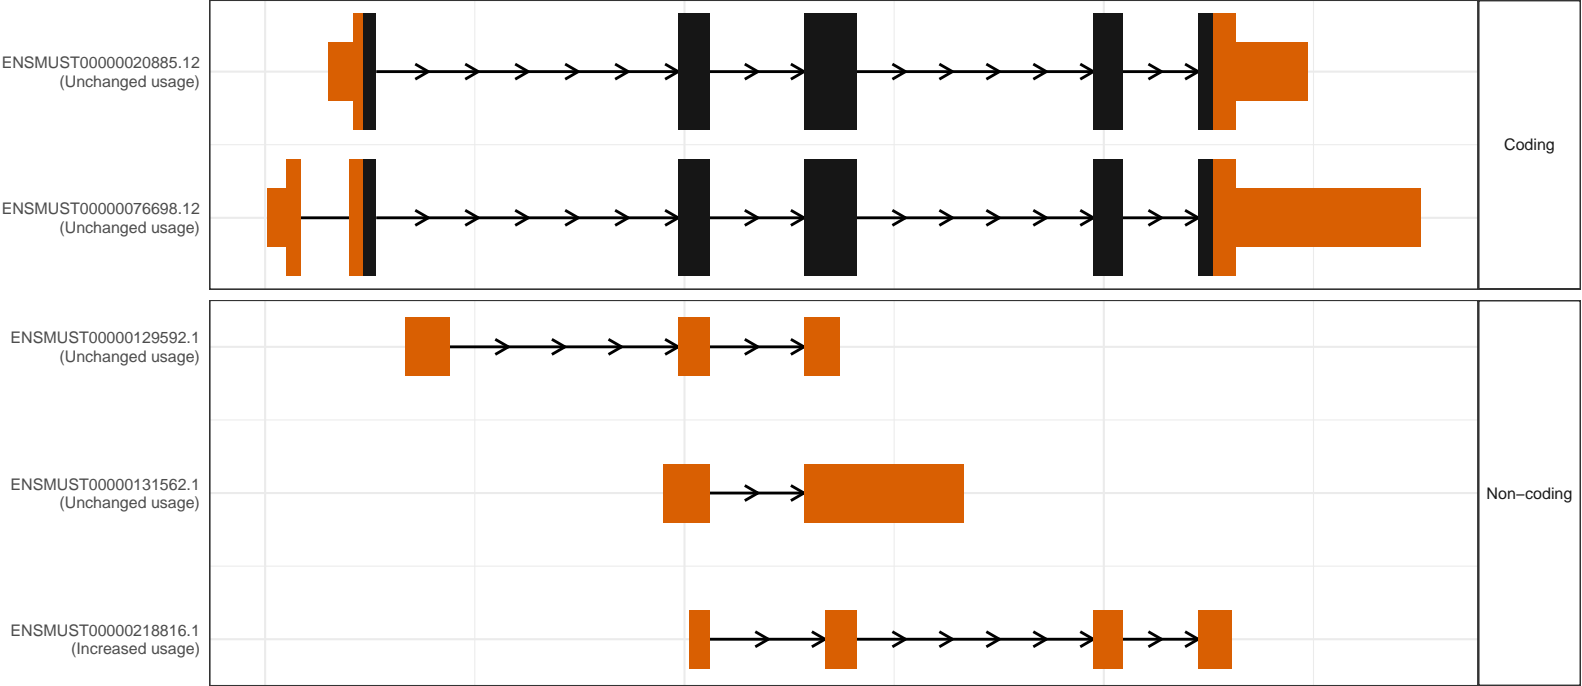 ENSMUST00000020885.12
(Unchanged usage)
ENSMUST00000076698.12
(Unchanged usage)
Coding
ENSMUST00000129592.1
(Unchanged usage)
ENSMUST00000131562.1
(Unchanged usage)
Non−coding
ENSMUST00000218816.1
(Increased usage)